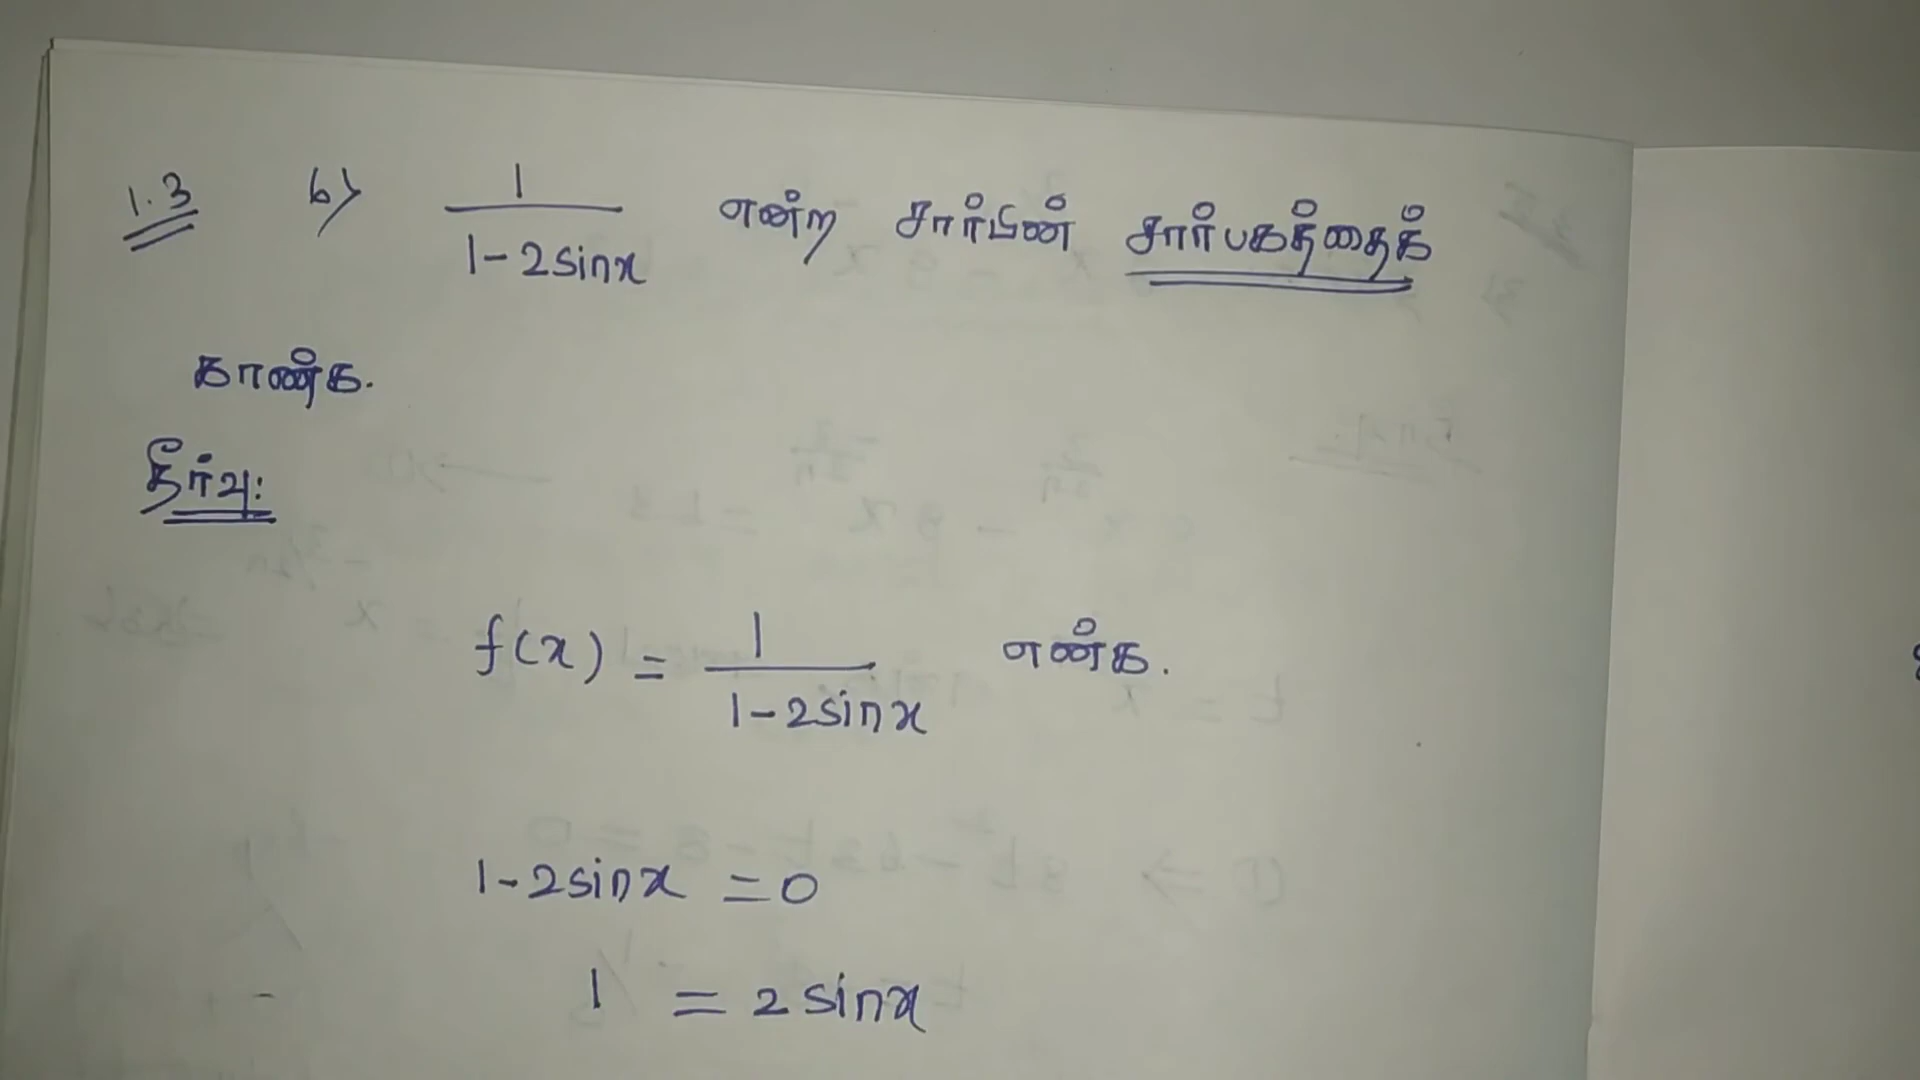 1.3 b) 1/(1-2sinx) என்ற சார்பின் சார்பகத்தைக்
காண்க.
தீர்வு:
f(x) = 1/(1-2sinx) என்க.
1-2sinx = 0
1 = 2sinx